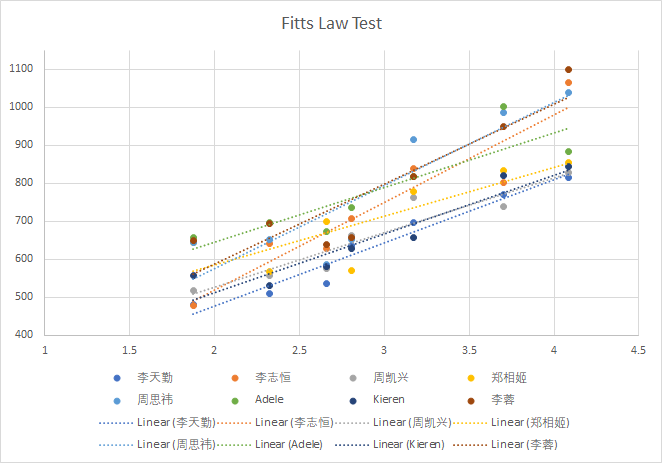 Fitts Law Test
1100
1000
900
800
700
600
500
400
1 1.5 2 2.5 3 3.5 4 4.5
李天勤 李志恒 周凯兴 郑相姬
周思祎 Adele Kieren 李蓉
Linear (李天勤) Linear (李志恒) Linear (周凯兴) Linear (郑相姬)
Linear (周思祎) Linear (Adele) Linear (Kieren) Linear (李蓉)